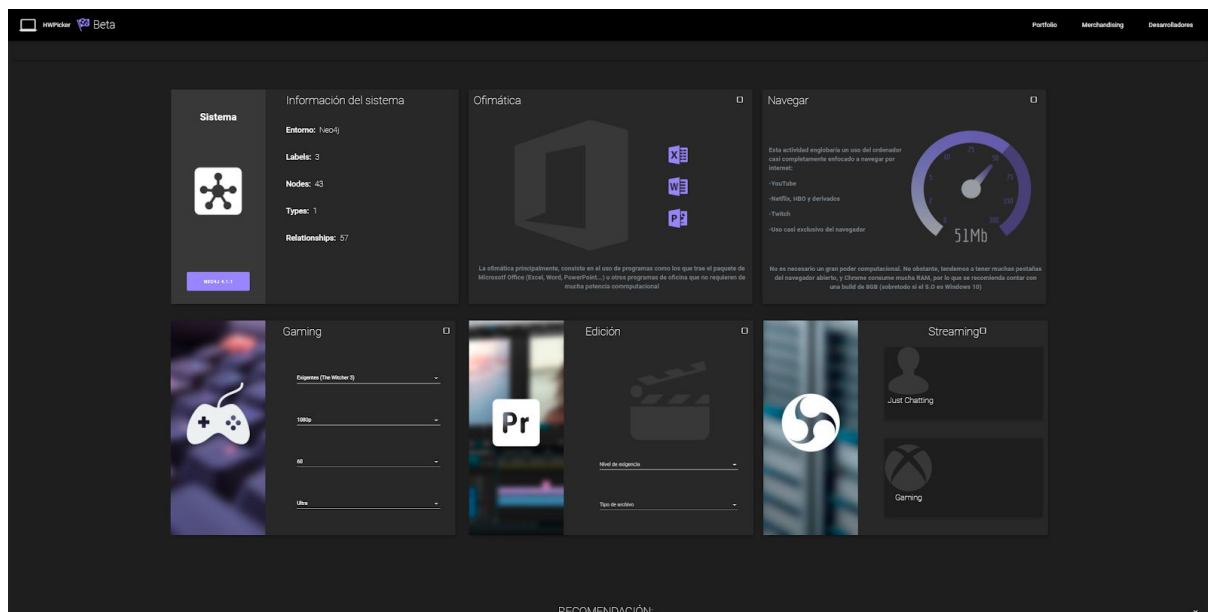 HWPicker Beta
Portfolio Merchandising Desarrolladores
Sistema
NEO4J 4.1.1
Información del sistema
Entorno: Neo4j
Labels: 3
Nodes: 43
Types: 1
Relationships: 57
Ofimática
La ofimática principalmente, consiste en el uso de programas como los que trae el paquete de
Microsotf Office (Excel, Word, PowerPoint...) u otros programas de oficina que no requieren de
mucha potencia commputacional
Navegar
Esta actividad englobaría un uso del ordenador
casi completamente enfocado a navegar por
internet:
-YouTube
-Netflix, HBO y derivados
-Twitch
-Uso casi exclusivo del navegador
51Mb
No es necesario un gran poder computacional. No obstante, tendemos a tener muchas pestañas
del navegador abierto, y Chrome consume mucha RAM, por lo que se recomienda contar con
una build de 8GB (sobretodo si el S.O es Windows 10)
Gaming
Exigentes (The Witcher 3)
1080p
60
Ultra
Edición
Pr
Nivel de exigencia
Tipo de archivo
Streaming
Just Chatting
Gaming
RECOMENDACIÓN: